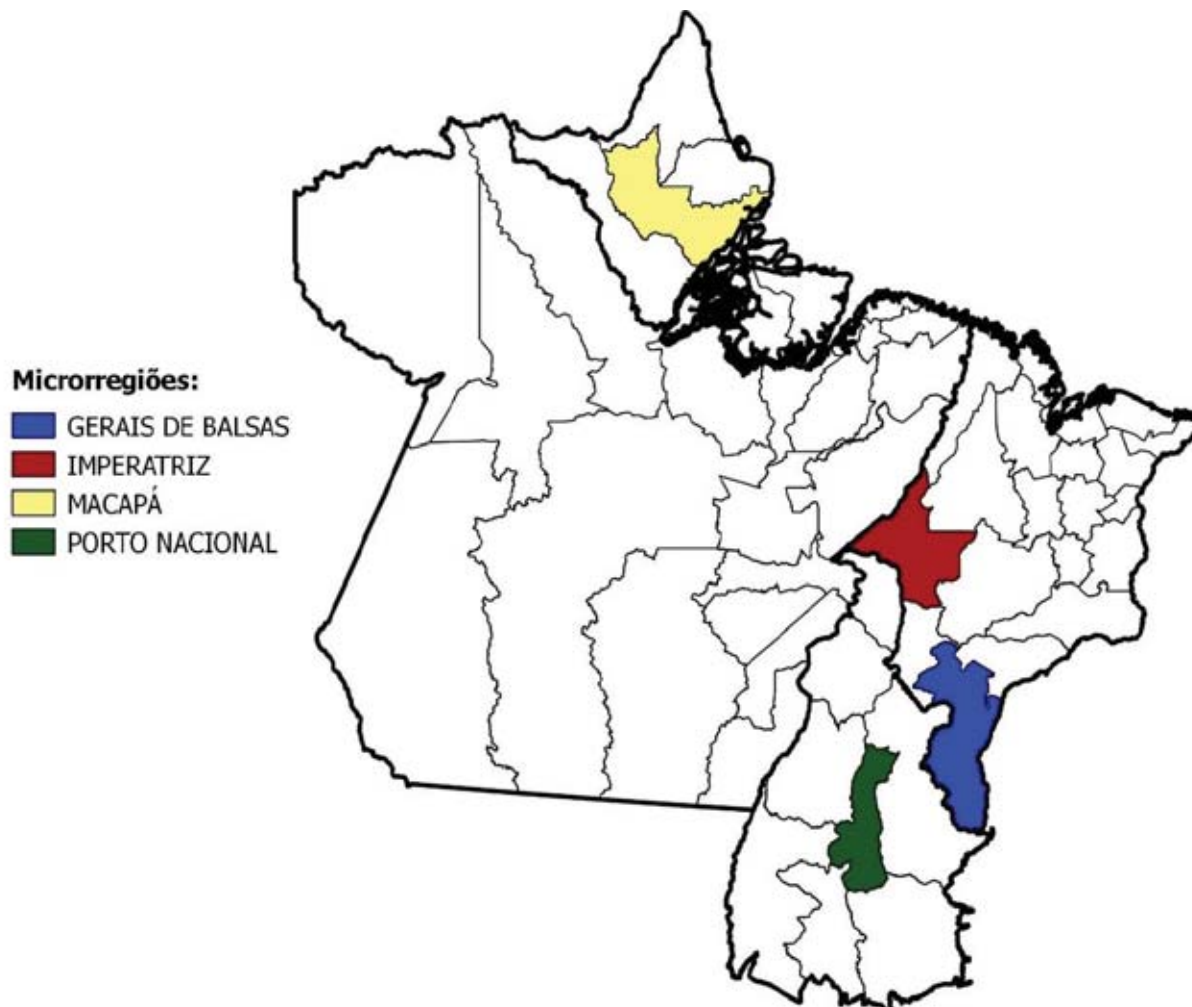 Microrregiões:
GERAIS DE BALSAS
IMPERATRIZ
MACAPÁ
PORTO NACIONAL